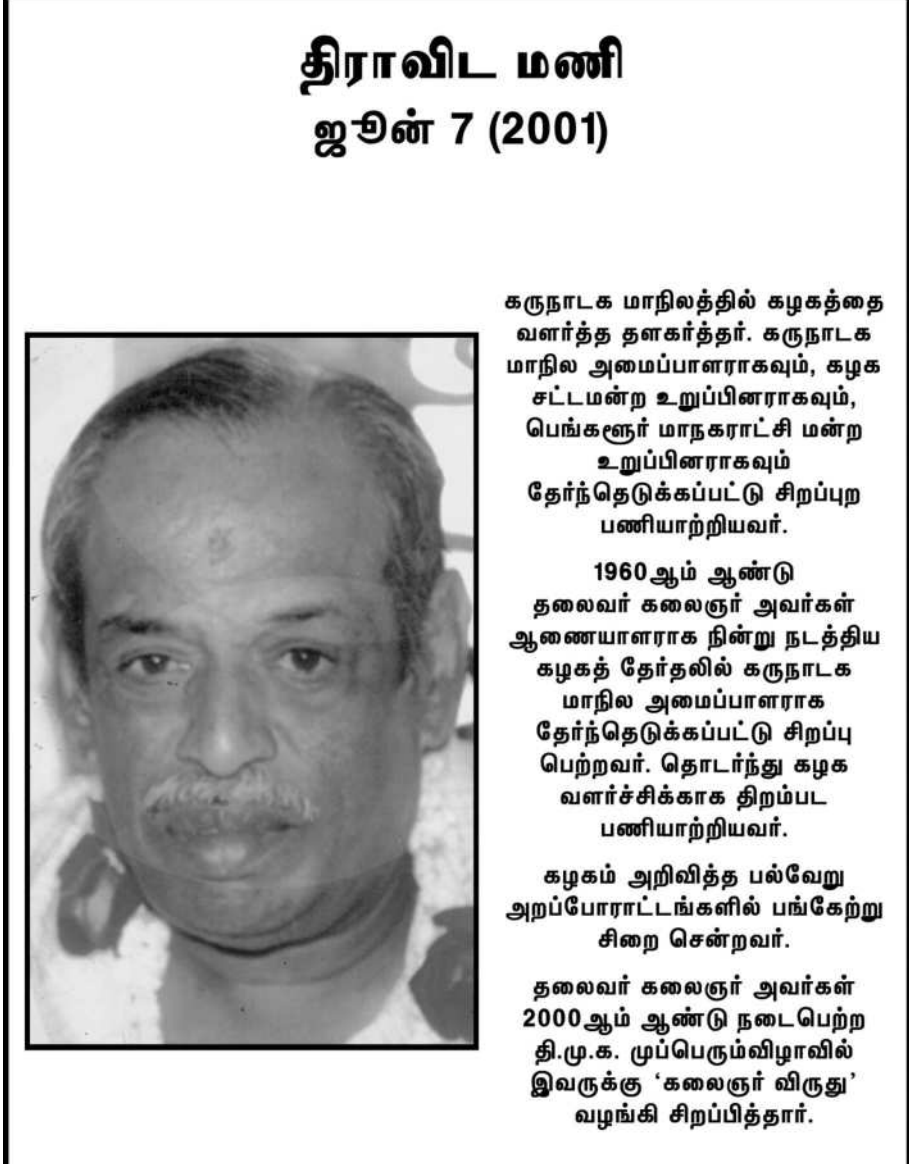 திராவிட மணி
ஜூன் 7 (2001)
கருநாடக மாநிலத்தில் கழகத்தை
வளர்த்த தளகர்த்தர். கருநாடக
மாநில அமைப்பாளராகவும், கழக
சட்டமன்ற உறுப்பினராகவும்,
பெங்களூர் மாநகராட்சி மன்ற
உறுப்பினராகவும்
தேர்ந்தெடுக்கப்பட்டு சிறப்புற
பணியாற்றியவர்.
1960ஆம் ஆண்டு
தலைவர் கலைஞர் அவர்கள்
ஆணையாளராக நின்று நடத்திய
கழகத் தேர்தலில் கருநாடக
மாநில அமைப்பாளராக
தேர்ந்தெடுக்கப்பட்டு சிறப்பு
பெற்றவர். தொடர்ந்து கழக
வளர்ச்சிக்காக திறம்பட
பணியாற்றியவர்.
கழகம் அறிவித்த பல்வேறு
அறப்போராட்டங்களில் பங்கேற்று
சிறை சென்றவர்.
தலைவர் கலைஞர் அவர்கள்
2000ஆம் ஆண்டு நடைபெற்ற
தி.மு.க. முப்பெரும்விழாவில்
இவருக்கு ‘கலைஞர் விருது’
வழங்கி சிறப்பித்தார்.